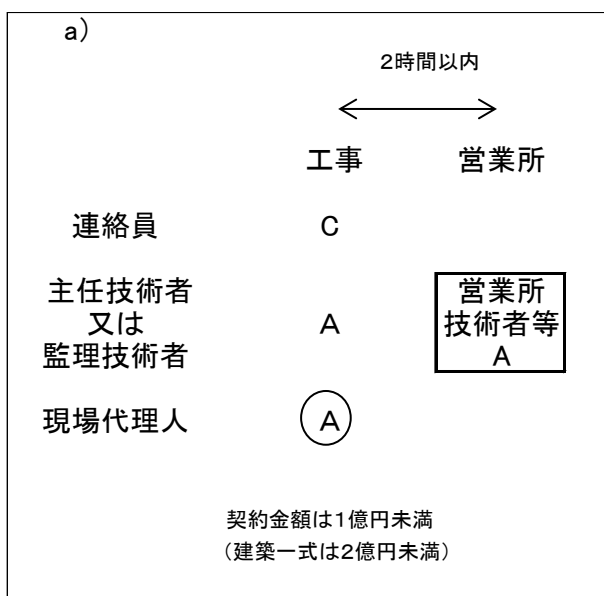 a)
2時間以内
工事 営業所
連絡員 C
主任技術者
又は
監理技術者
A
営業所
技術者等
A
現場代理人 A
契約金額は1億円未満
(建築一式は2億円未満)